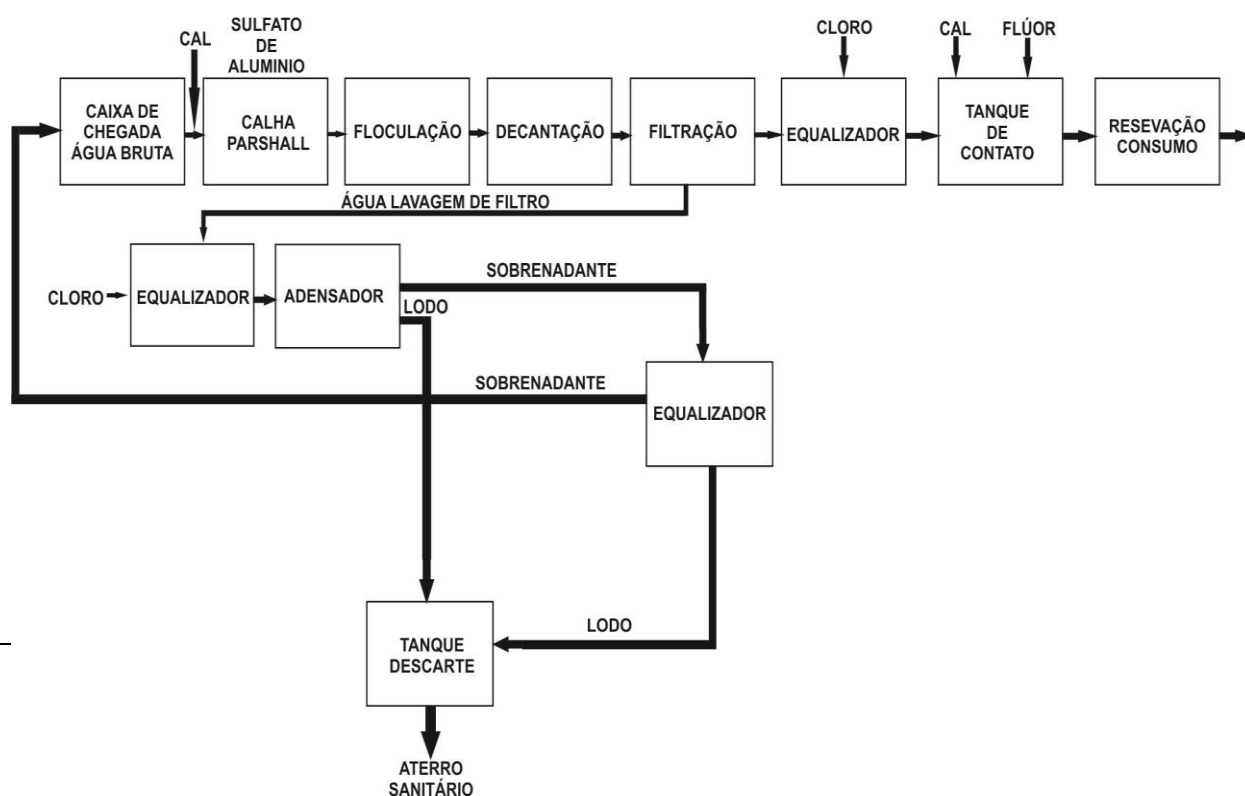 CAL
SULFATO
DE
ALUMINIO
CLORO
CAL
FLÚOR
CAIXA DE
CHEGADA
ÁGUA BRUTA
CALHA
PARSHALL
FLOCULAÇÃO
DECANTAÇÃO
FILTRAÇÃO
EQUALIZADOR
TANQUE
DE
CONTATO
RESEVAÇÃO
CONSUMO
ÁGUA LAVAGEM DE FILTRO
CLORO
EQUALIZADOR
ADENSADOR
SOBRENADANTE
LODO
SOBRENADANTE
EQUALIZADOR
LODO
TANQUE
DESCARTE
ATERRO
SANITÁRIO